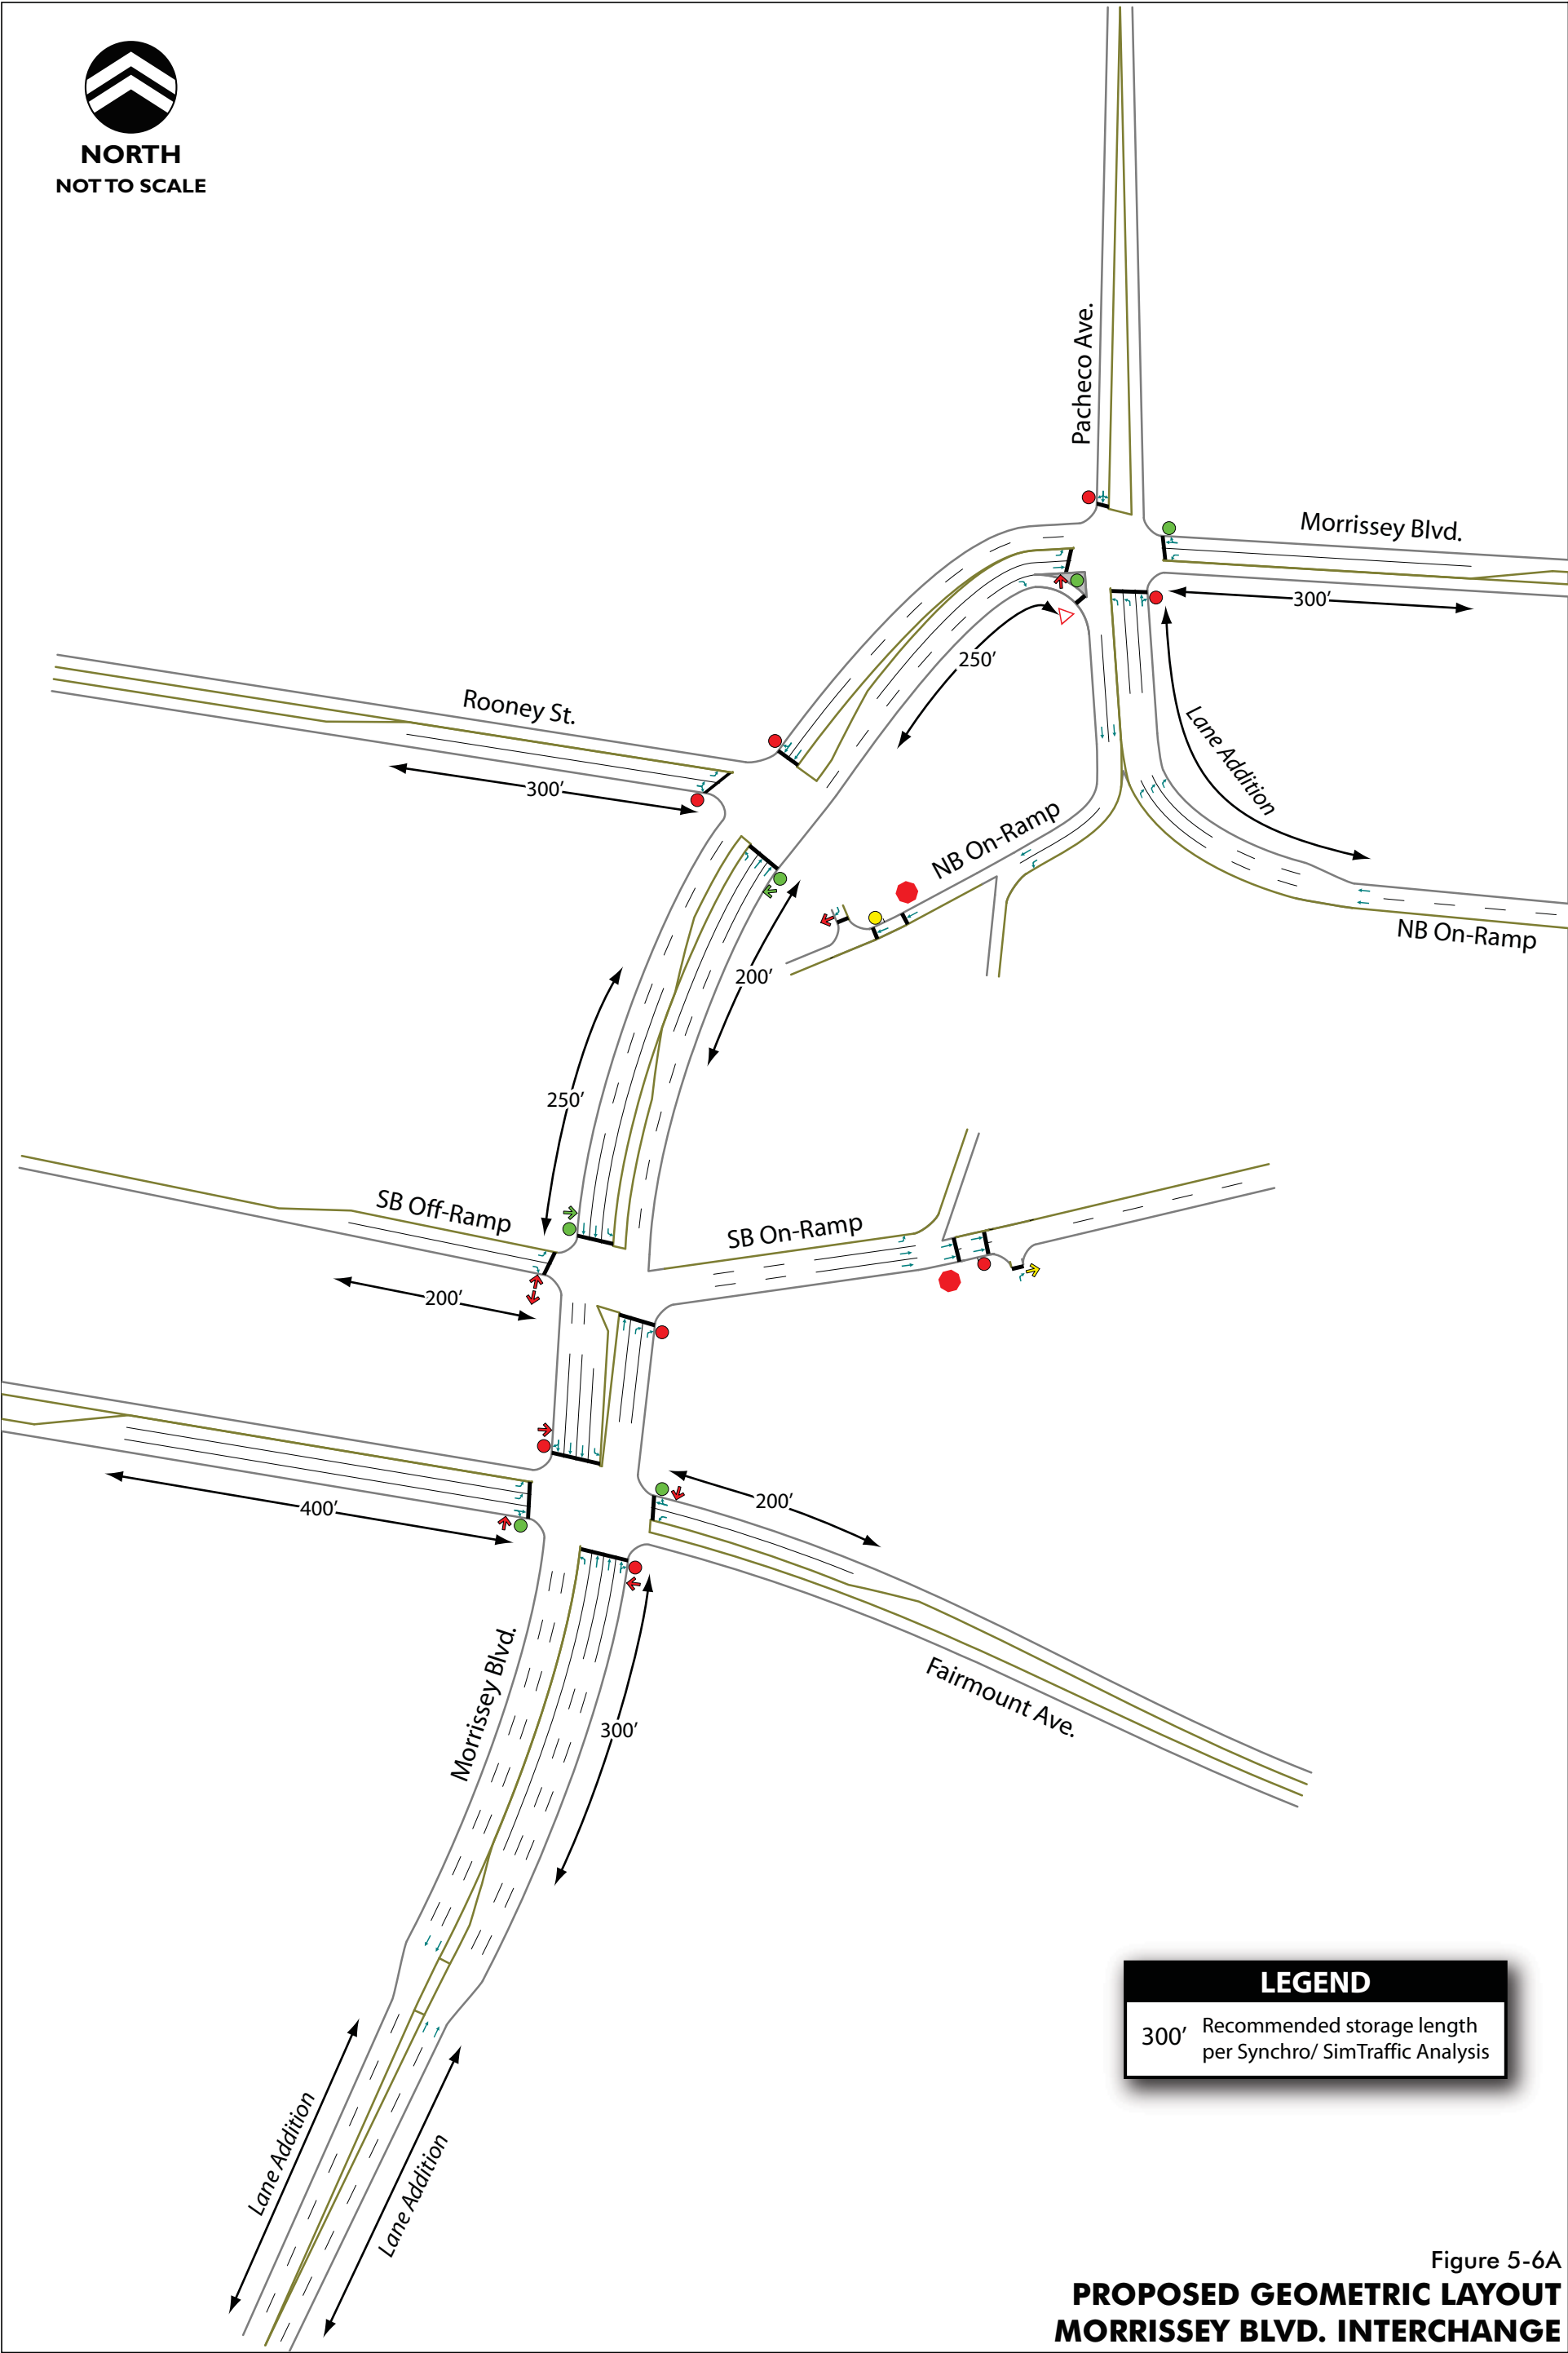 NORTH
NOT TO SCALE
Pacheco Ave.
Morrissey Blvd.
300’
250’
Rooney St.
300’
Lane Addition
NB On-Ramp
NB On-Ramp
200’
250’
SB Off-Ramp
SB On-Ramp
200’
400’
200’
Morrissey Blvd.
Fairmount Ave.
300’
LEGEND
300’ Recommended storage length
per Synchro/ SimTraffic Analysis
Lane Addition
Lane Addition
Figure 5-6A
PROPOSED GEOMETRIC LAYOUT
MORRISSEY BLVD. INTERCHANGE